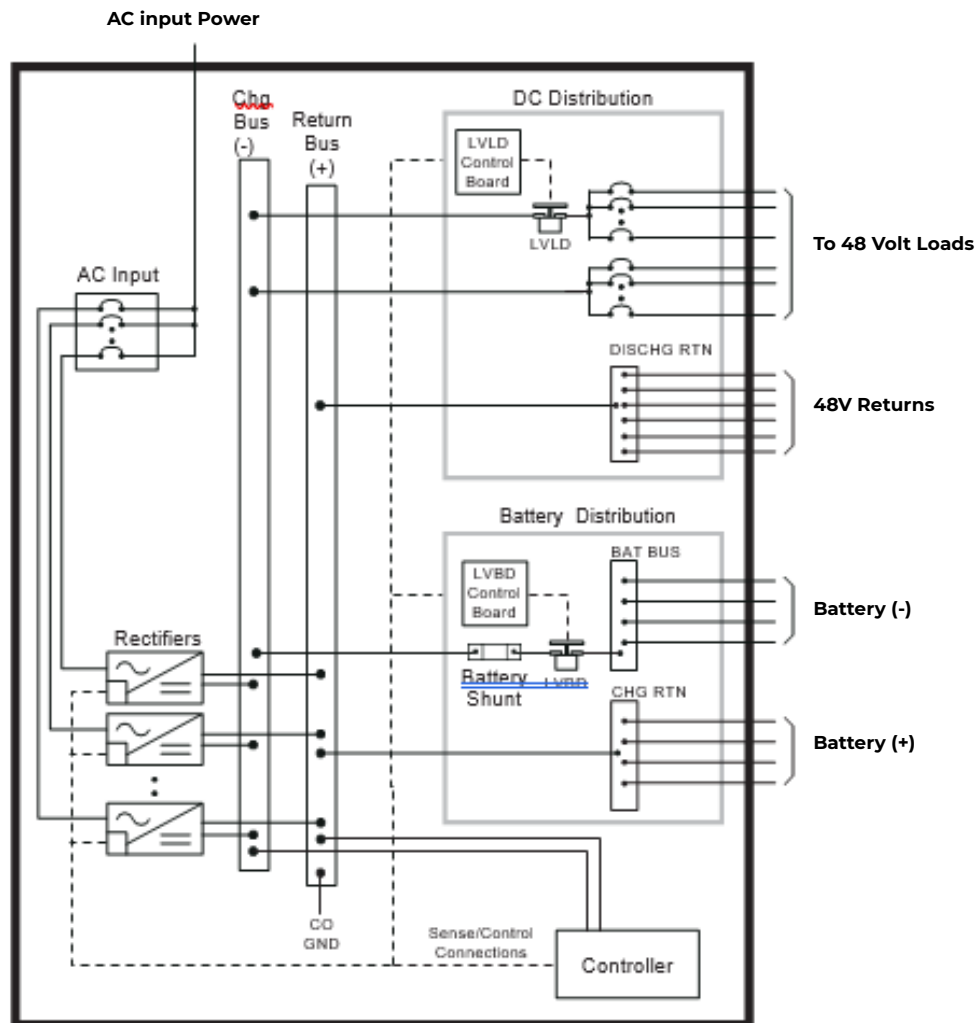 AC input Power
Chg
Bus
(-)
Return
Bus
(+)
DC Distribution
LVLD
Control
Board
LVLD
To 48 Volt Loads
AC Input
DISCHG RTN
48V Returns
Battery Distribution
BAT BUS
LVBD
Control
Board
Battery (-)
Rectifiers
Battery
Shunt
LVBD
CHG RTN
Battery (+)
CO
GND
Sense/Control
Connections
Controller